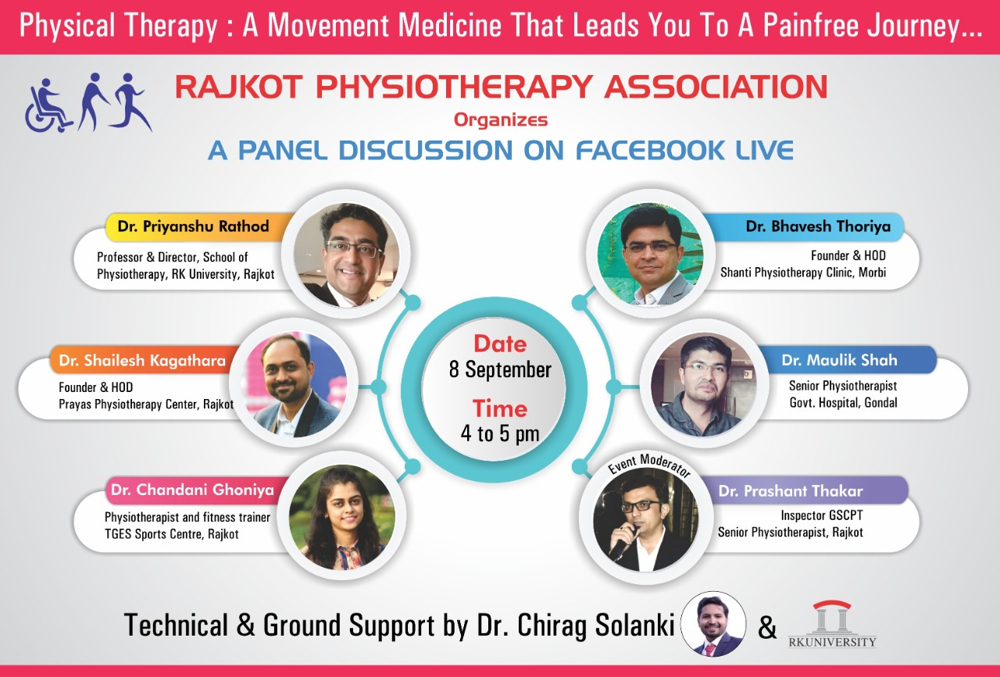 Physical Therapy : A Movement Medicine That Leads You To A Painfree Journey...
RAJKOT PHYSIOTHERAPY ASSOCIATION
Organizes
A PANEL DISCUSSION ON FACEBOOK LIVE
Dr. Priyanshu Rathod
Professor & Director, School of
Physiotherapy, RK University, Rajkot
Dr. Shailesh Kagathara
Founder & HOD
Prayas Physiotherapy Center, Rajkot
Dr. Chandani Ghoniya
Physiotherapist and fitness trainer
TGES Sports Centre, Rajkot
Date
8 September
Time
4 to 5 pm
Dr. Bhavesh Thoriya
Founder & HOD
Shanti Physiotherapy Clinic, Morbi
Dr. Maulik Shah
Senior Physiotherapist
Govt. Hospital, Gondal
Event Moderator
Dr. Prashant Thakar
Inspector GSCPT
Senior Physiotherapist, Rajkot
Technical & Ground Support by Dr. Chirag Solanki &
RKUNIVERSITY